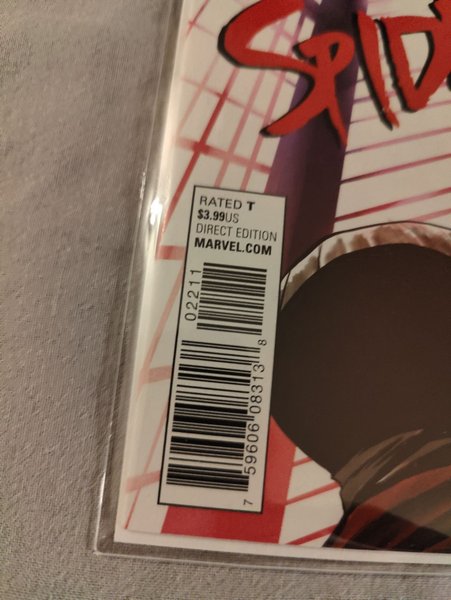 SPID
RATED T
$3.99US
DIRECT EDITION
MARVEL.COM
02211
7 59606 08313 8